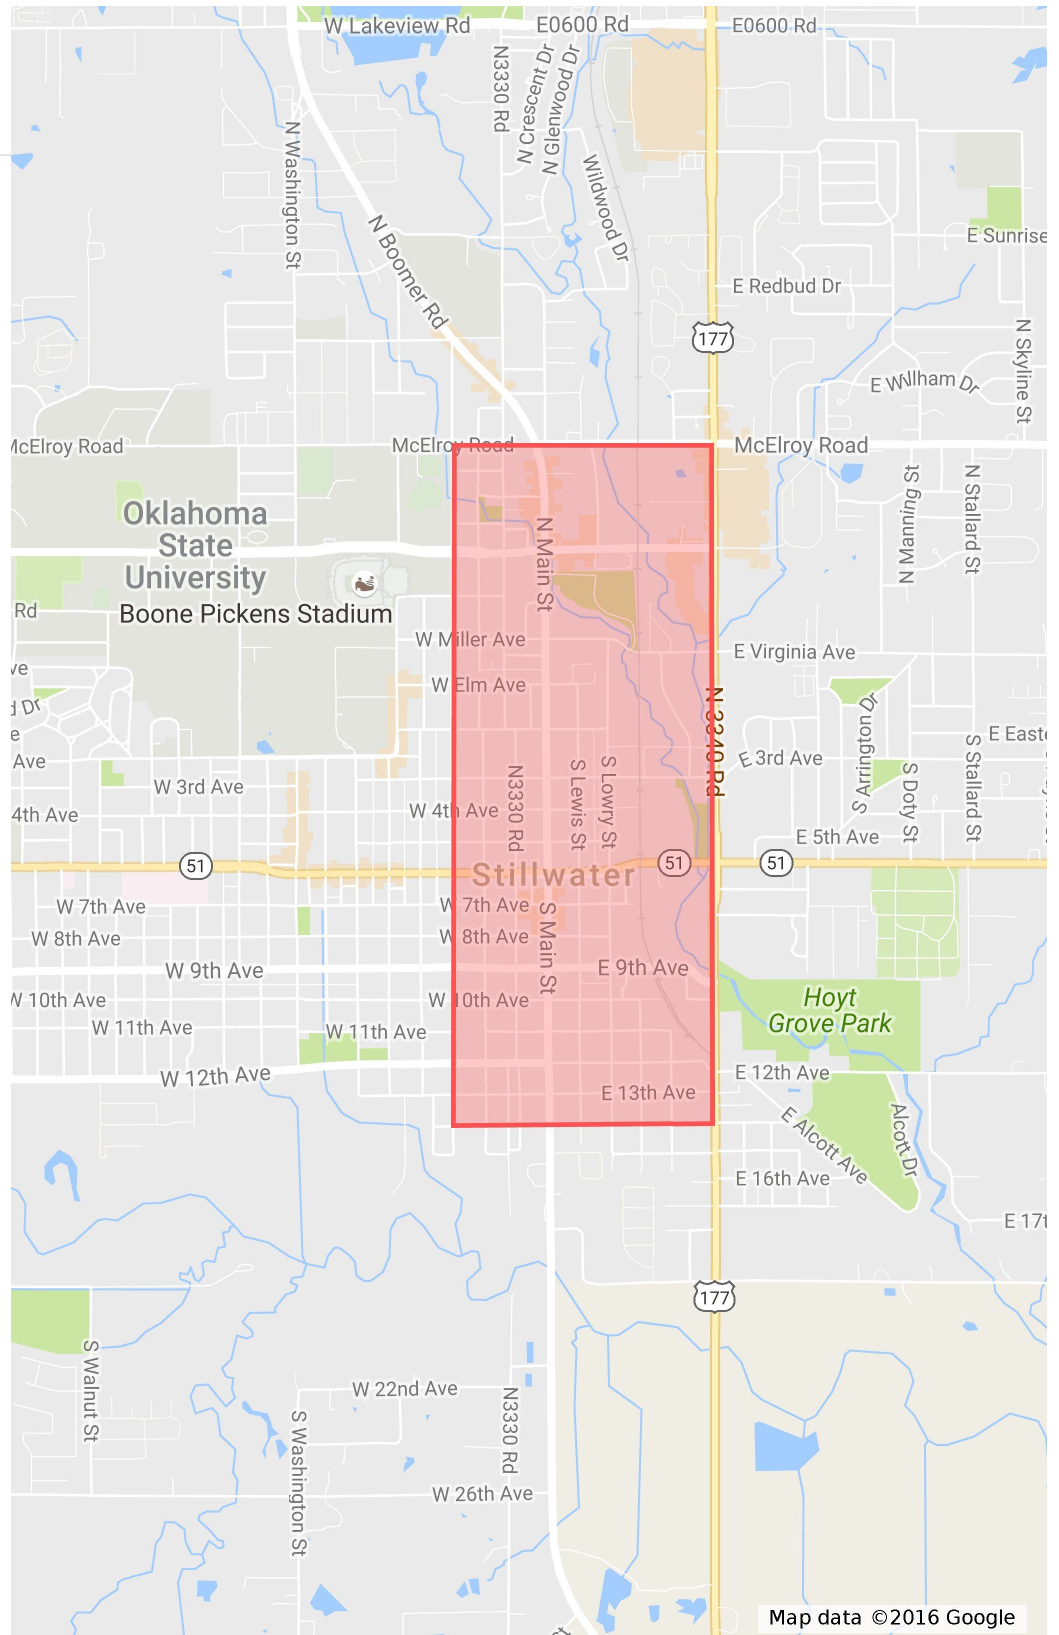 W Lakeview Rd
E0600 Rd
E0600 Rd
N3330 Rd
N Crescent Dr
N Glenwood Dr
N Washington St
Wildwood Dr
N Boomer Rd
E Sunrise
E Redbud Dr
177
N Skyline St
E Willham Dr
McElroy Road
McElroy Road
McElroy Road
Oklahoma
State
University
Boone Pickens Stadium
N Main St
N Manning St
N Stallard St
Rd
W Miller Ave
E Virginia Ave
ve
W Elm Ave
d Dr
N 3340 Rd
S Arrington Dr
e
E East
Ave
E 3rd Ave
W 3rd Ave
N3330 Rd
S Lewis St
S Lowry St
S Doty St
S Stallard St
4th Ave
W 4th Ave
E 5th Ave
51
51
51
Stillwater
W 7th Ave
W 7th Ave
S Main St
W 8th Ave
W 8th Ave
W 9th Ave
E 9th Ave
W 10th Ave
W 10th Ave
Hoyt
Grove Park
W 11th Ave
W 11th Ave
W 12th Ave
E 12th Ave
E 13th Ave
E Alcott Ave
Alcott Dr
E 16th Ave
E 17t
177
S Walnut St
W 22nd Ave
N3330 Rd
S Washington St
W 26th Ave
Map data ©2016 Google